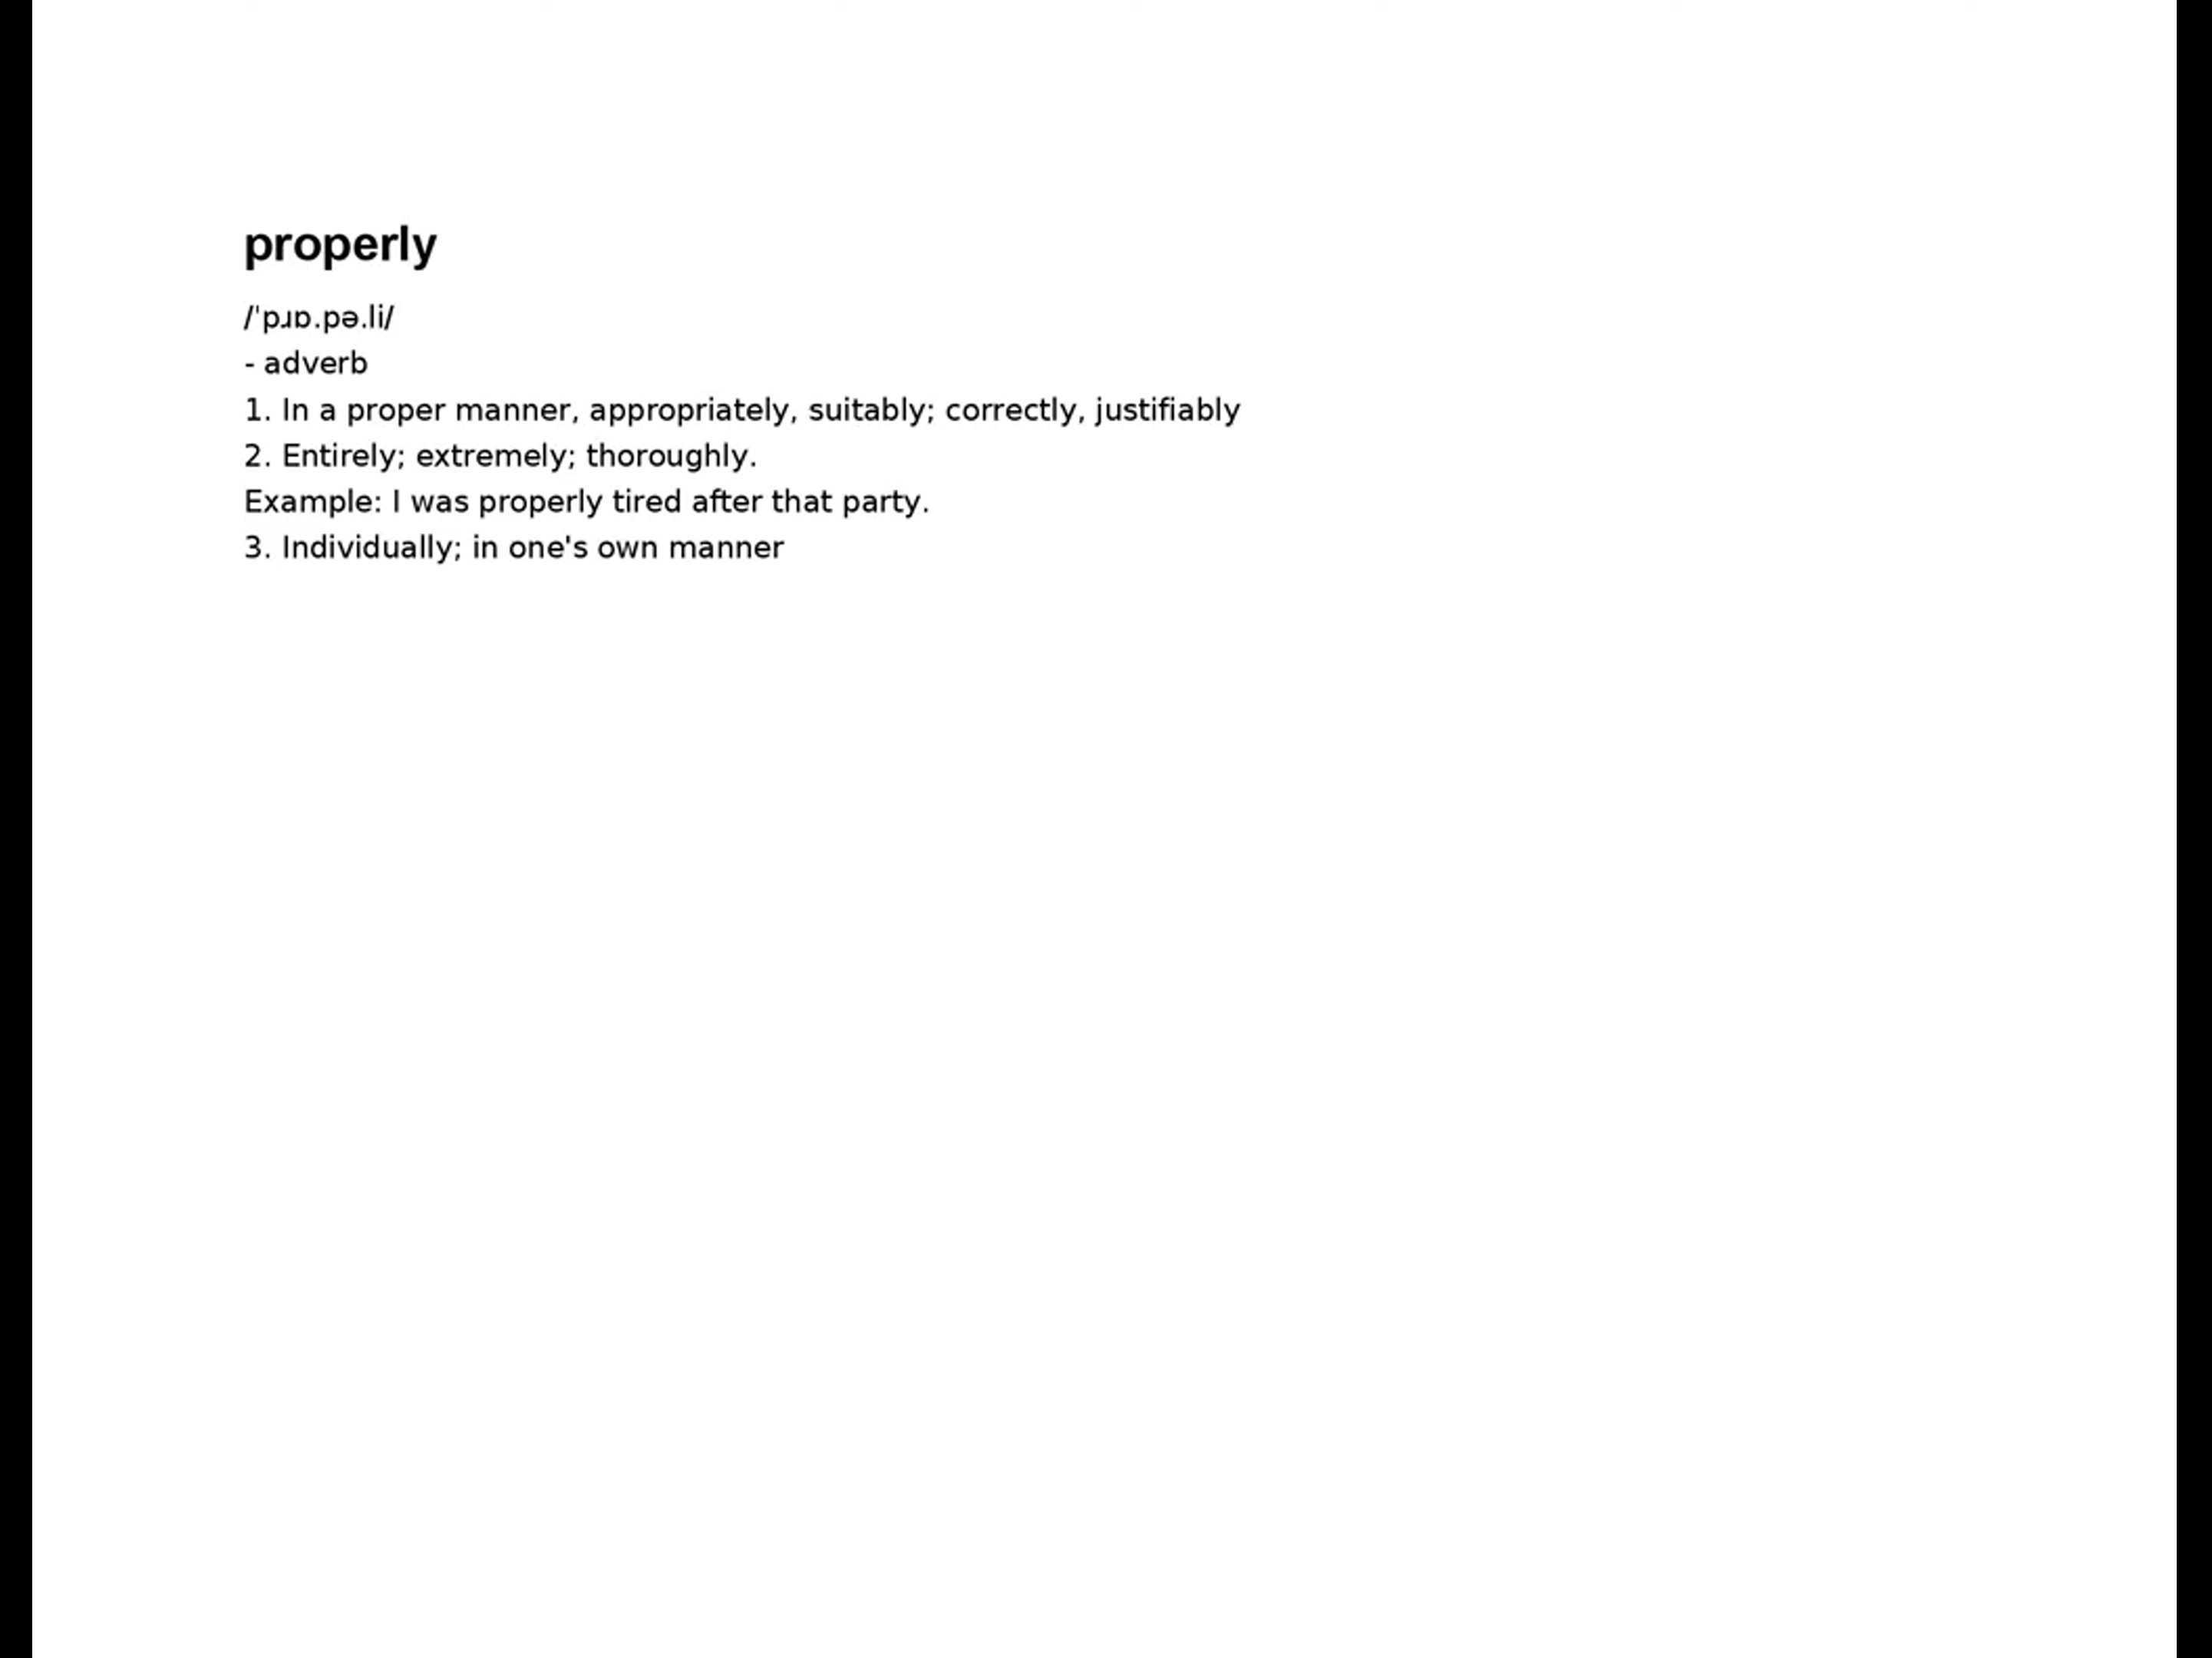 properly
/ˈpɹɒ.pə.li/
- adverb
1. In a proper manner, appropriately, suitably; correctly, justifiably
2. Entirely; extremely; thoroughly.
Example: I was properly tired after that party.
3. Individually; in one's own manner